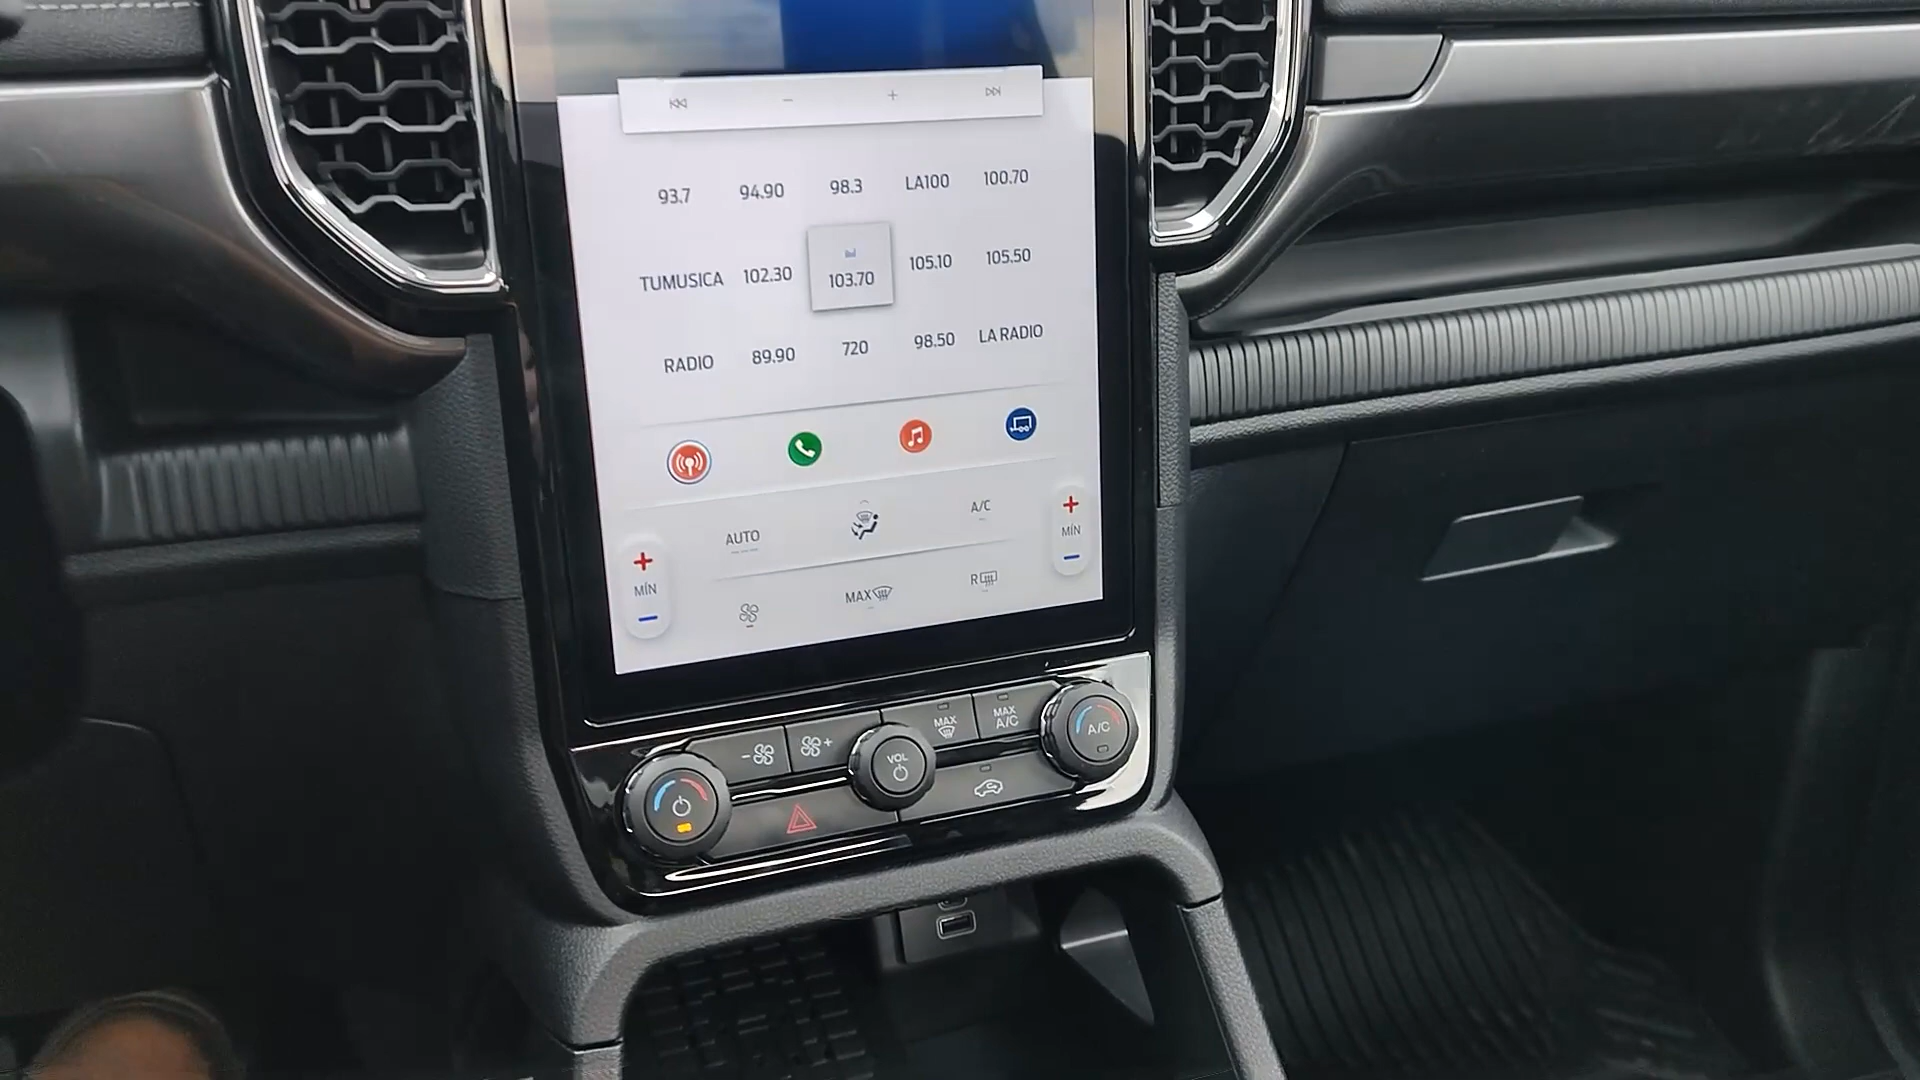 93.7 94.90 98.3 LA100 100.70
TUMUSICA 102.30 103.70 105.10 105.50
RADIO 89.90 720 98.50 LA RADIO
AUTO A/C
+ MÍN − + MÍN −
MAX R
− + MAX MAX A/C
VOL A/C